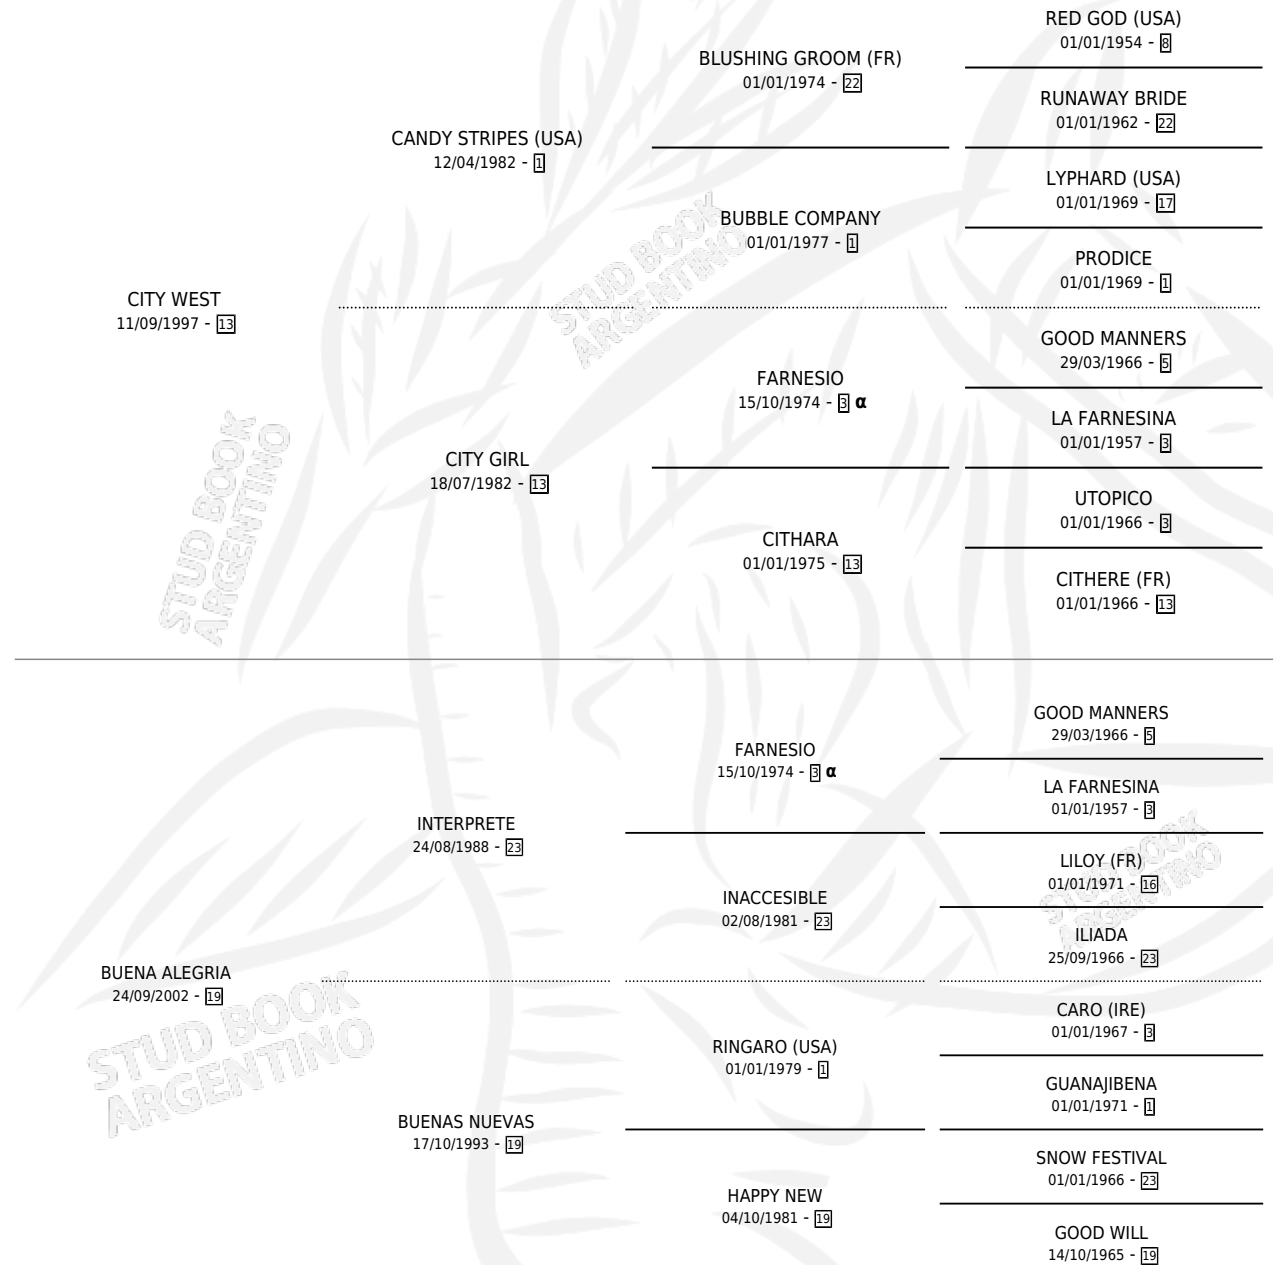 RED GOD (USA)
01/01/1954 - 8
BLUSHING GROOM (FR)
01/01/1974 - 22
RUNAWAY BRIDE
01/01/1962 - 22
CANDY STRIPES (USA)
12/04/1982 - 1
LYPHARD (USA)
01/01/1969 - 17
BUBBLE COMPANY
01/01/1977 - 1
PRODICE
01/01/1969 - 1
CITY WEST
11/09/1997 - 13
STUD BOOK
ARGENTINO
GOOD MANNERS
29/03/1966 - 5
FARNESIO
15/10/1974 - 3 α
LA FARNESINA
01/01/1957 - 3
CITY GIRL
18/07/1982 - 13
UTOPICO
01/01/1966 - 3
CITHARA
01/01/1975 - 13
CITHERE (FR)
01/01/1966 - 13
STUD BOOK
ARGENTINO
GOOD MANNERS
29/03/1966 - 5
FARNESIO
15/10/1974 - 3 α
LA FARNESINA
01/01/1957 - 3
INTERPRETE
24/08/1988 - 23
LILOY (FR)
01/01/1971 - 16
INACCESIBLE
02/08/1981 - 23
ILIADA
25/09/1966 - 23
STUD BOOK
ARGENTINO
BUENA ALEGRIA
24/09/2002 - 19
CARO (IRE)
01/01/1967 - 3
RINGARO (USA)
01/01/1979 - 1
GUANAJIBENA
01/01/1971 - 1
STUD BOOK
ARGENTINO
BUENAS NUEVAS
17/10/1993 - 19
SNOW FESTIVAL
01/01/1966 - 23
HAPPY NEW
04/10/1981 - 19
GOOD WILL
14/10/1965 - 19